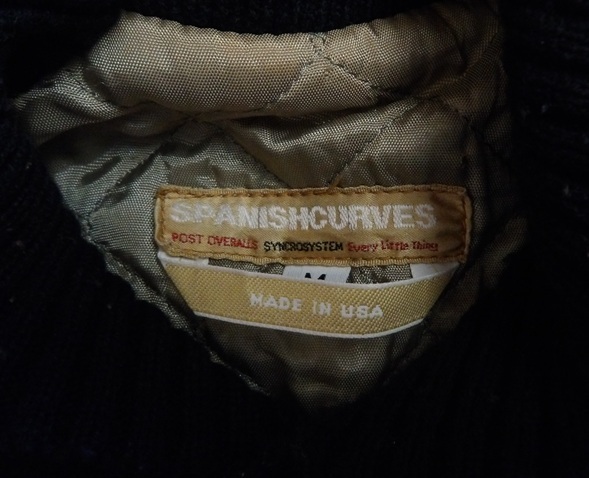 SPANISHCURVES
POST OVERALLS SYNCROSYSTEM Every Little Thing
M
MADE IN USA